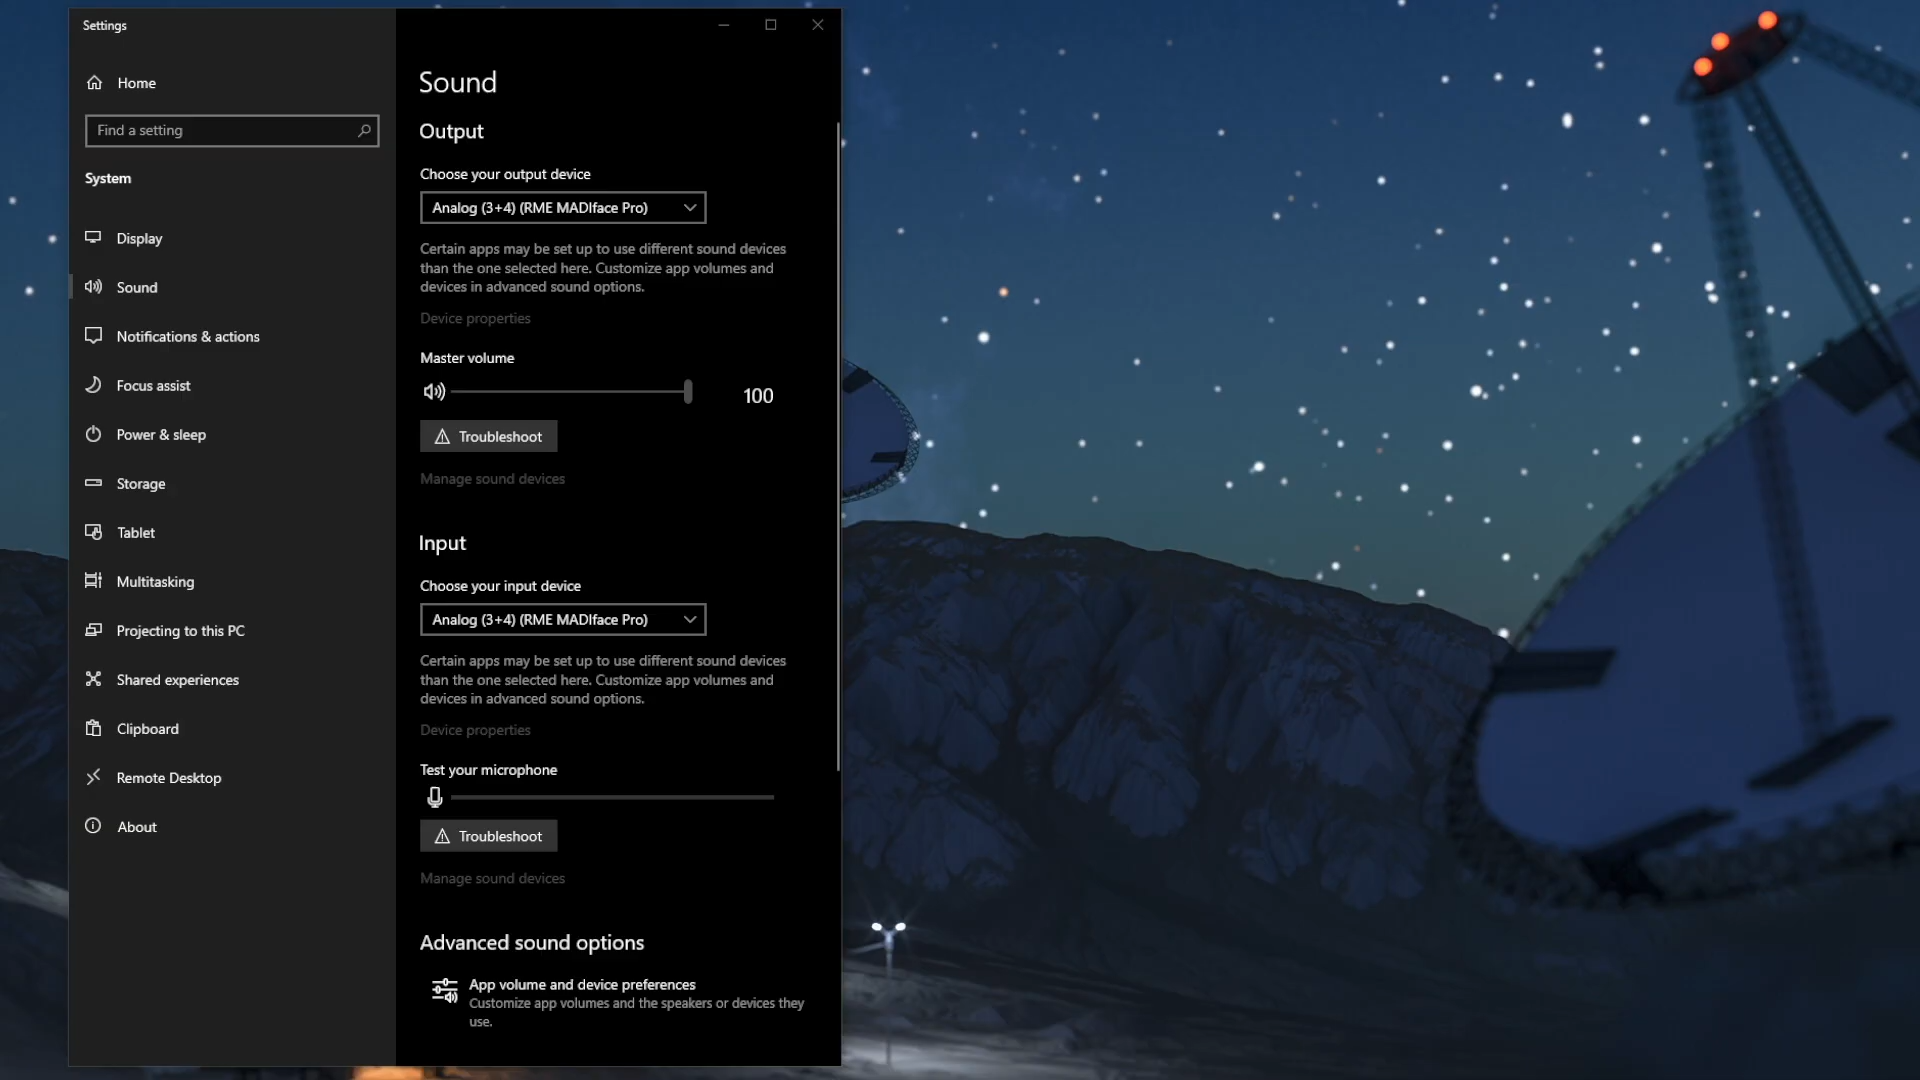 Settings
Home
Find a setting
System
Display
Sound
Notifications & actions
Focus assist
Power & sleep
Storage
Tablet
Multitasking
Projecting to this PC
Shared experiences
Clipboard
Remote Desktop
About
Sound
Output
Choose your output device
Analog (3+4) (RME MADIface Pro)
Certain apps may be set up to use different sound devices
than the one selected here. Customize app volumes and
devices in advanced sound options.
Device properties
Master volume
100
Troubleshoot
Manage sound devices
Input
Choose your input device
Analog (3+4) (RME MADIface Pro)
Certain apps may be set up to use different sound devices
than the one selected here. Customize app volumes and
devices in advanced sound options.
Device properties
Test your microphone
Troubleshoot
Manage sound devices
Advanced sound options
App volume and device preferences
Customize app volumes and the speakers or devices they
use.